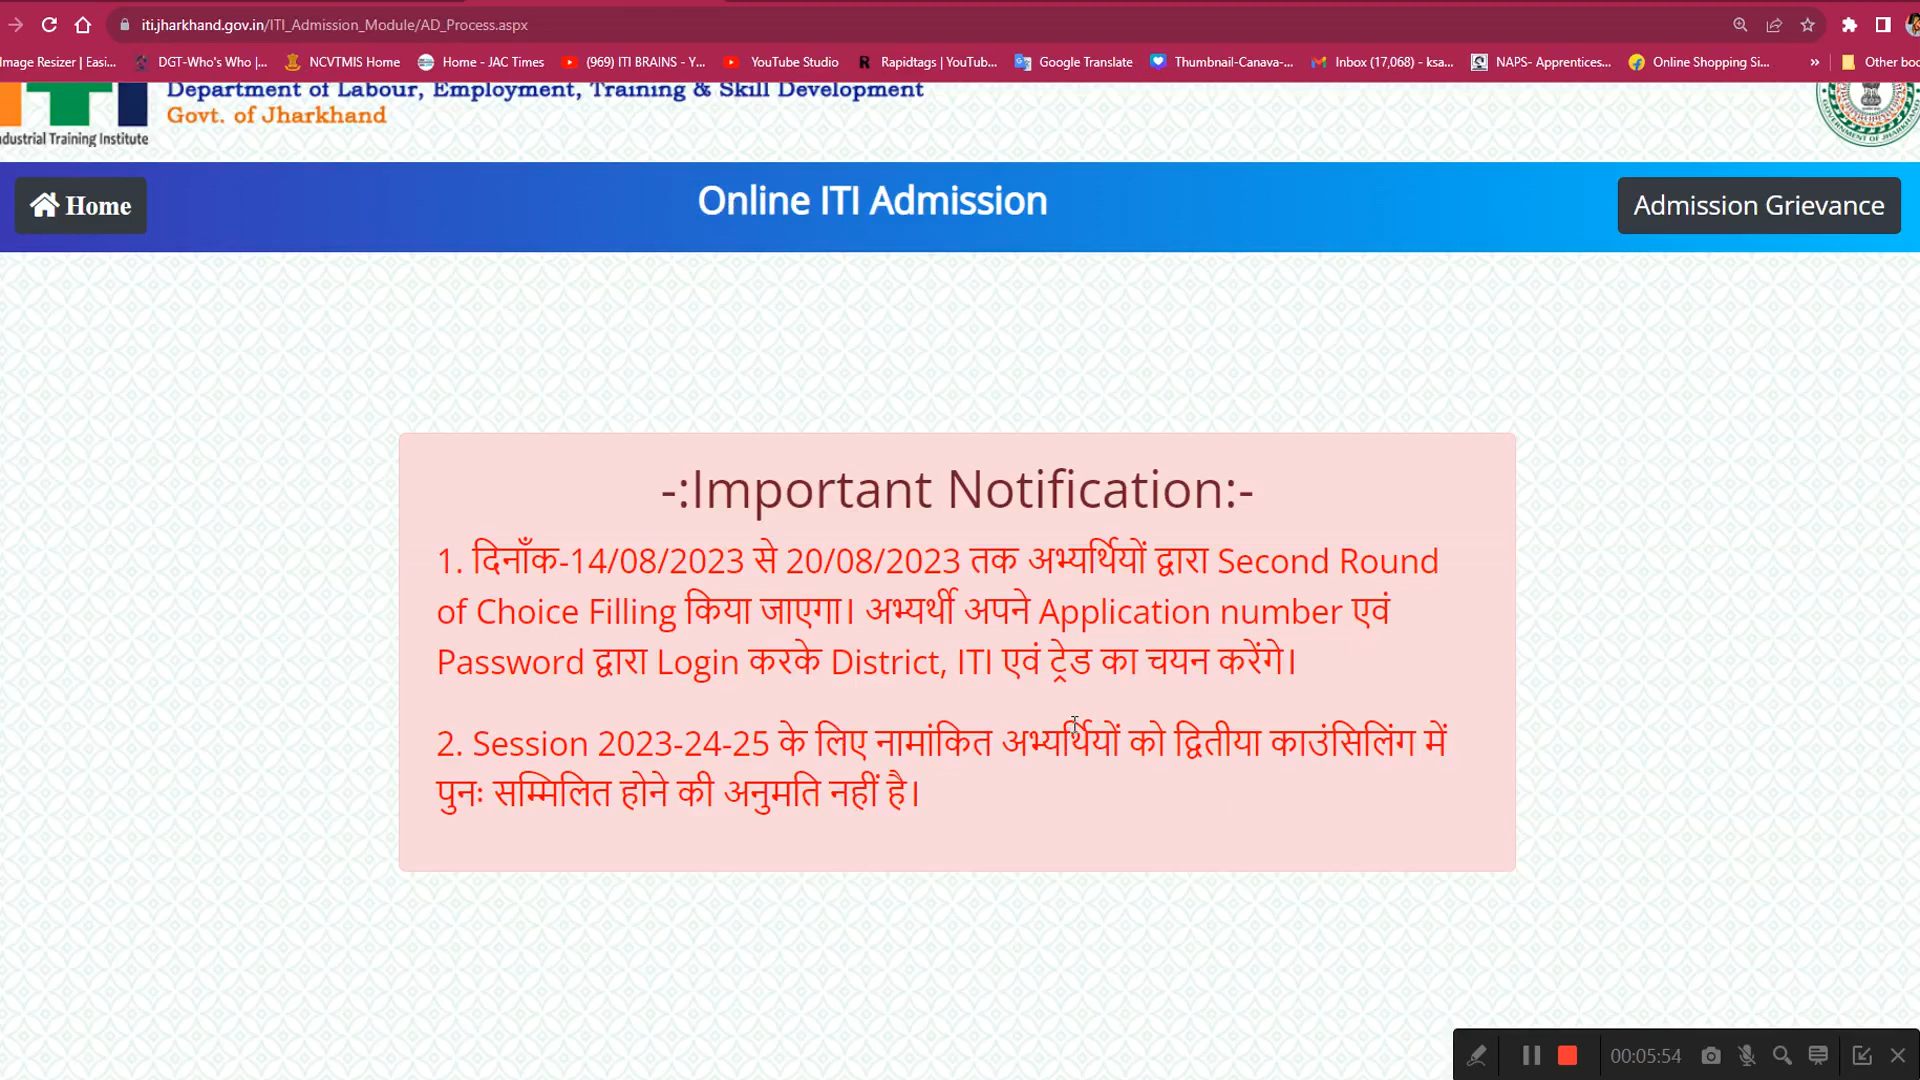 iti.jharkhand.gov.in/ITI_Admission_Module/AD_Process.aspx
mage Resizer | Easi... DGT-Who's Who |... NCVTMIS Home Home - JAC Times (969) ITI BRAINS - Y... YouTube Studio Rapidtags | YouTub... Google Translate Thumbnail-Canava-... Inbox (17,068) - ksa... NAPS- Apprentices... Online Shopping Si... » Other boo
Department of Labour, Employment, Training & Skill Development
Govt. of Jharkhand
ITI
ndustrial Training Institute
Home
Online ITI Admission
Admission Grievance
-:Important Notification:-
1. दिनाँक-14/08/2023 से 20/08/2023 तक अभ्यर्थियों द्वारा Second Round
of Choice Filling किया जाएगा। अभ्यर्थी अपने Application number एवं
Password द्वारा Login करके District, ITI एवं ट्रेड का चयन करेंगे।
2. Session 2023-24-25 के लिए नामांकित अभ्यर्थियों को द्वितीया काउंसिलिंग में
पुनः सम्मिलित होने की अनुमति नहीं है।
00:05:54